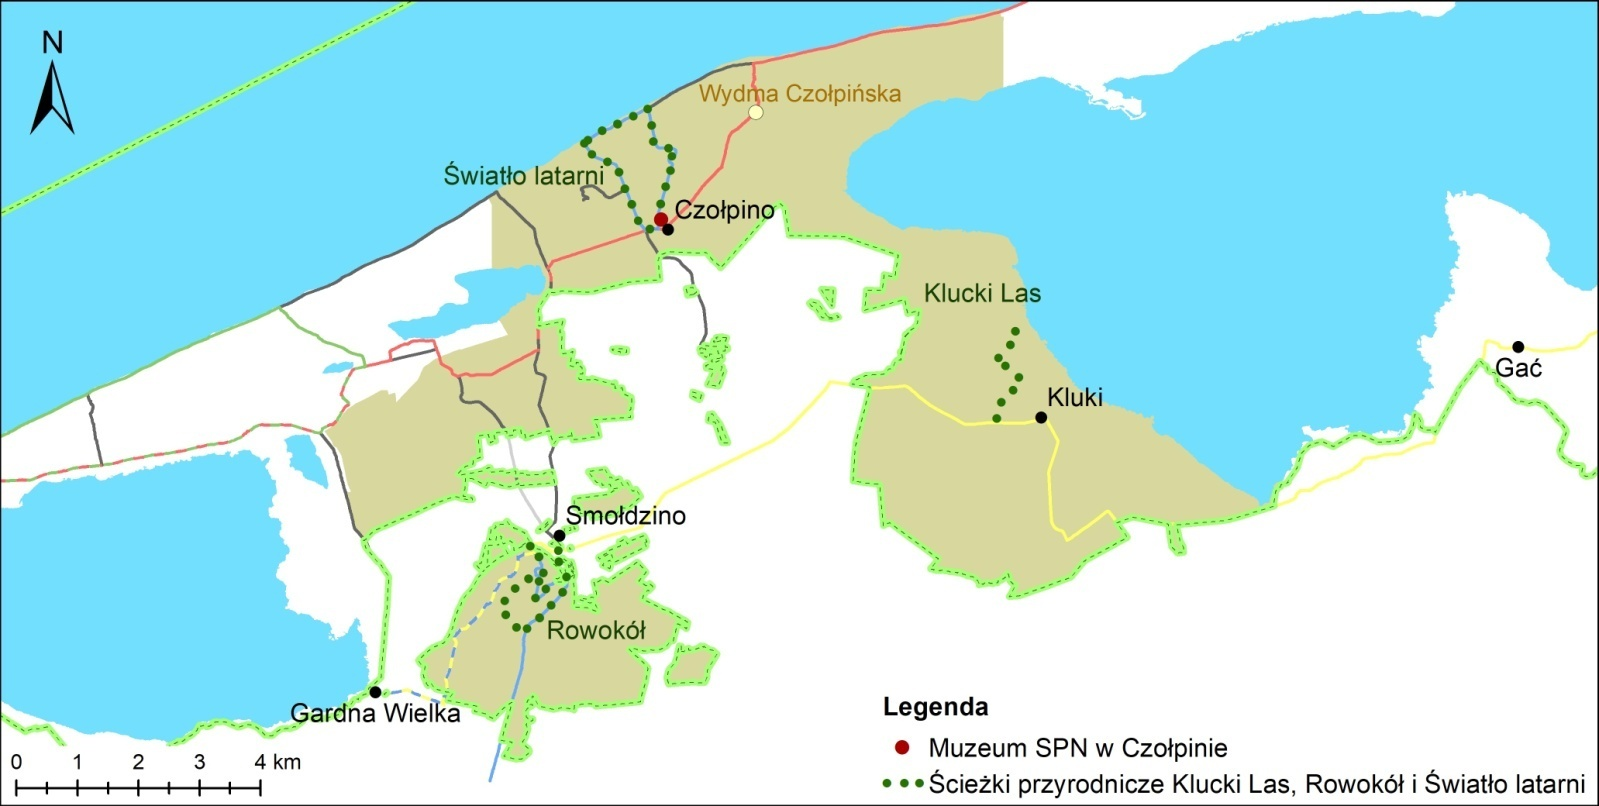 N
Wydma Czołpińska
Światło latarni
Czołpino
Klucki Las
Gać
Kluki
Smołdzino
Rowokół
Gardna Wielka
0 1 2 3 4 km
Legenda
Muzeum SPN w Czołpinie
Ścieżki przyrodnicze Klucki Las, Rowokół i Światło latarni